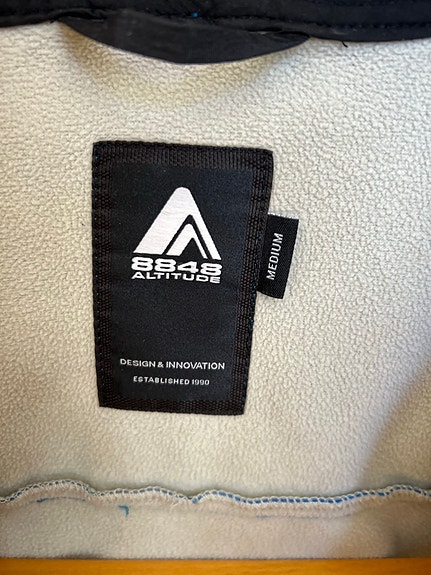 8848
ALTITUDE
MEDIUM
DESIGN & INNOVATION
ESTABLISHED 1990